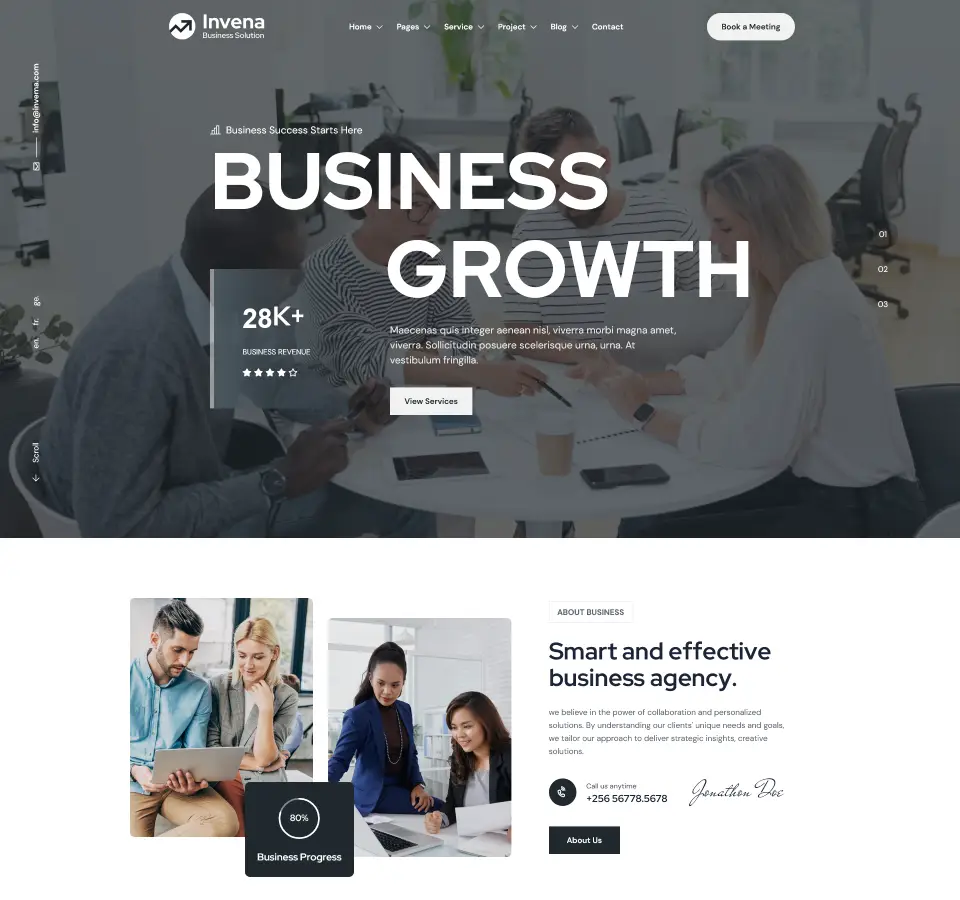 Invena
Business Solution
Home
Pages
Service
Project
Blog
Contact
Book a Meeting
info@invema.com
Business Success Starts Here
BUSINESS
GROWTH
01
02
03
28K+
BUSINESS REVENUE
Maecenas quis integer aenean nisl, viverra morbi magna amet,
viverra. Sollicitudin posuere scelerisque urna, urna. At
vestibulum fringilla.
View Services
en. fr. ge.
Scroll
80%
Business Progress
ABOUT BUSINESS
Smart and effective
business agency.
we believe in the power of collaboration and personalized
solutions. By understanding our clients' unique needs and goals,
we tailor our approach to deliver strategic insights, creative
solutions.
Call us anytime
+256 56778.5678
Jonathon Doe
About Us